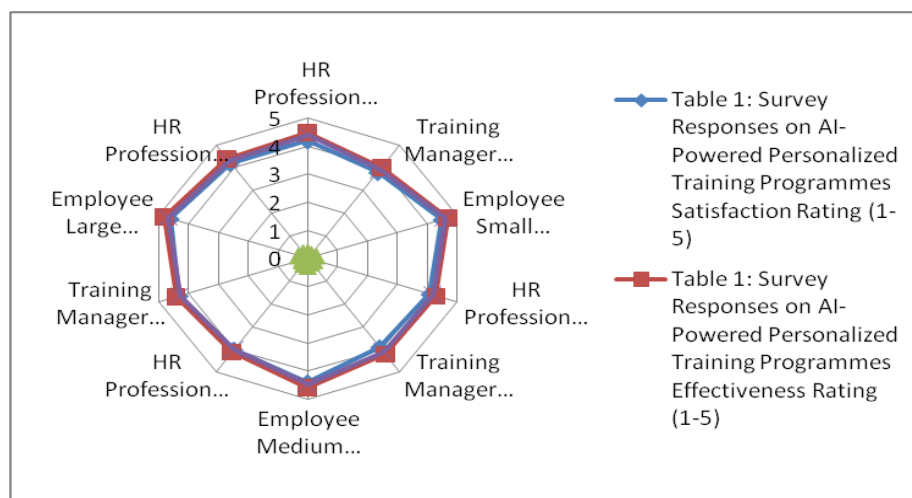 HR
Profession...
Training
Manager...
Employee
Small...
HR
Profession...
Training
Manager...
Employee
Medium...
HR
Profession...
Training
Manager...
Employee
Large...
HR
Profession...
5
4
3
2
1
0
Table 1: Survey
Responses on AI-
Powered Personalized
Training Programmes
Satisfaction Rating (1-
5)
Table 1: Survey
Responses on AI-
Powered Personalized
Training Programmes
Effectiveness Rating
(1-5)